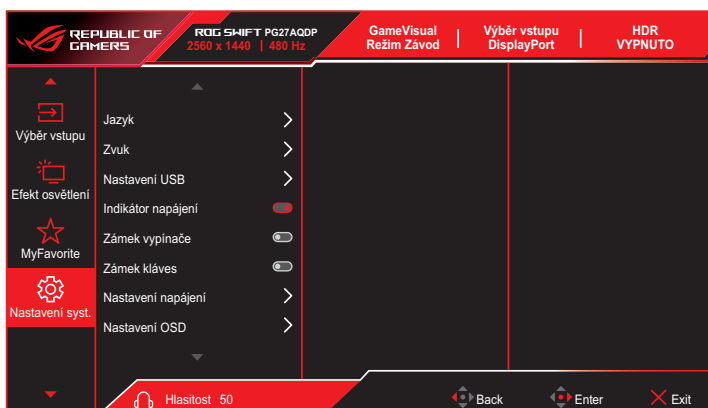 REPUBLIC OF
GAMERS
ROG SWIFT PG27AQDP
2560 x 1440 | 480 Hz
GameVisual
Režim Závod
Výběr vstupu
DisplayPort
HDR
VYPNUTO
Výběr vstupu
Efekt osvětlení
MyFavorite
Nastavení syst.
Jazyk
Zvuk
Nastavení USB
Indikátor napájení
Zámek vypínače
Zámek kláves
Nastavení napájení
Nastavení OSD
Hlasitost 50
Back
Enter
Exit